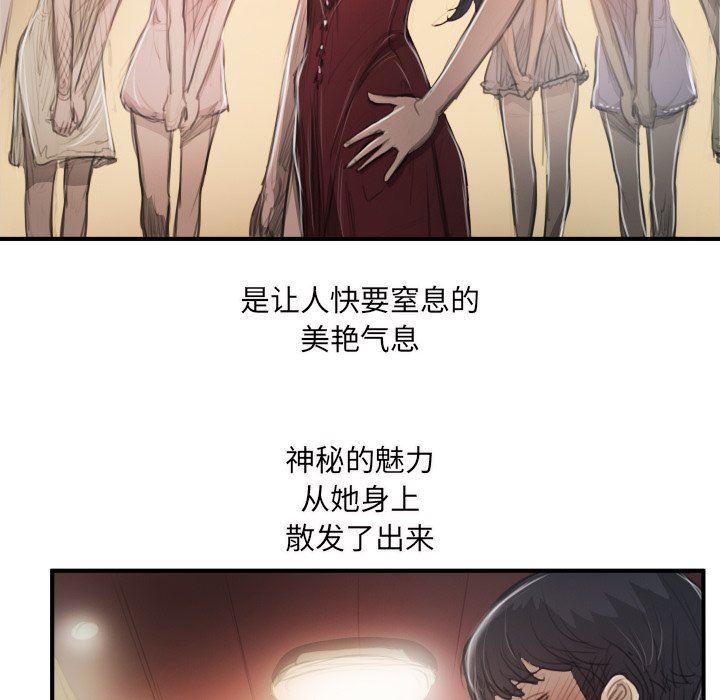 是让人快要窒息的
美艳气息
神秘的魅力
从她身上
散发了出来